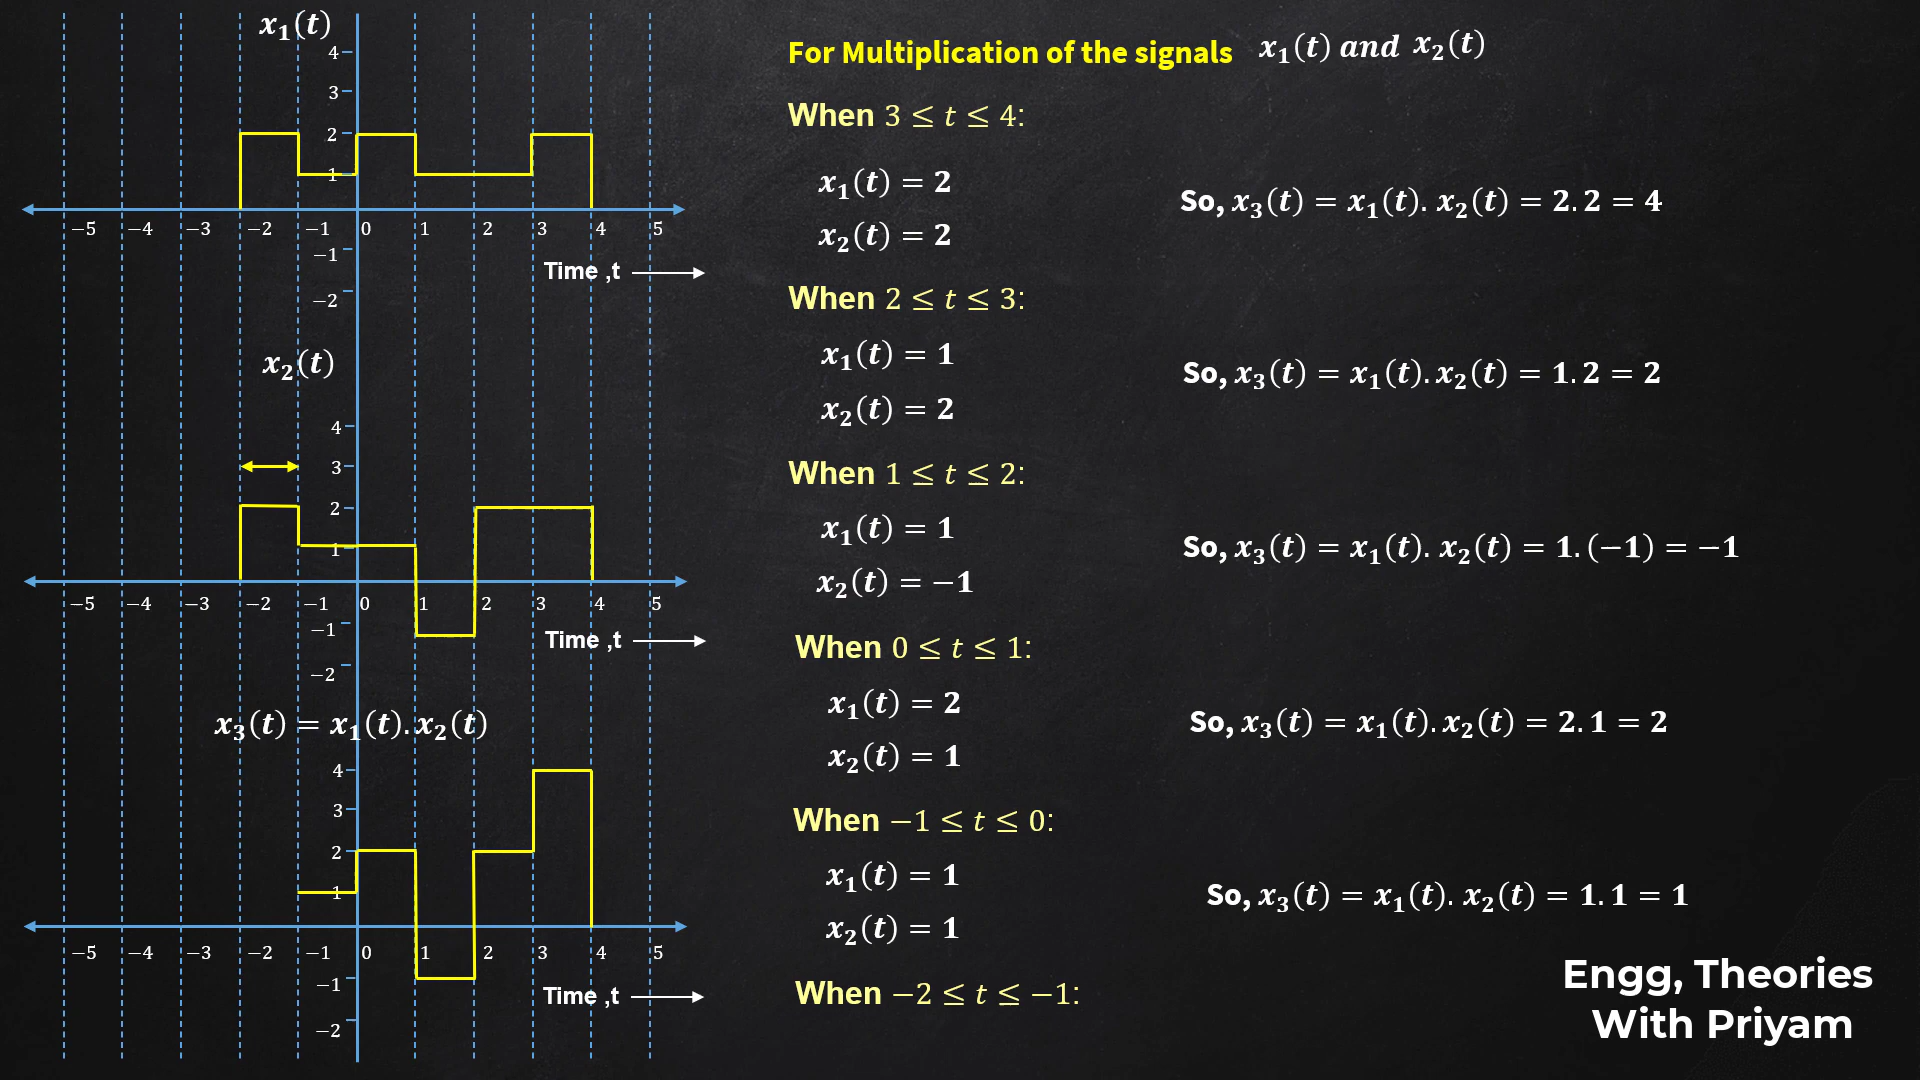 x₁(t)
4
3
2
1
−5 −4 −3 −2 −1 0 1 2 3 4 5
−1
Time ,t
−2
x₂(t)
4
3
2
1
−5 −4 −3 −2 −1 0 1 2 3 4 5
−1
Time ,t
−2
x₃(t) = x₁(t). x₂(t)
4
3
2
1
−5 −4 −3 −2 −1 0 1 2 3 4 5
−1
Time ,t
−2
For Multiplication of the signals x₁(t) and x₂(t)
When 3 ≤ t ≤ 4:
x₁(t) = 2
So, x₃(t) = x₁(t). x₂(t) = 2. 2 = 4
x₂(t) = 2
When 2 ≤ t ≤ 3:
x₁(t) = 1
So, x₃(t) = x₁(t). x₂(t) = 1. 2 = 2
x₂(t) = 2
When 1 ≤ t ≤ 2:
x₁(t) = 1
So, x₃(t) = x₁(t). x₂(t) = 1. (−1) = −1
x₂(t) = −1
When 0 ≤ t ≤ 1:
x₁(t) = 2
So, x₃(t) = x₁(t). x₂(t) = 2. 1 = 2
x₂(t) = 1
When −1 ≤ t ≤ 0:
x₁(t) = 1
So, x₃(t) = x₁(t). x₂(t) = 1. 1 = 1
x₂(t) = 1
When −2 ≤ t ≤ −1:
Engg, Theories
With Priyam